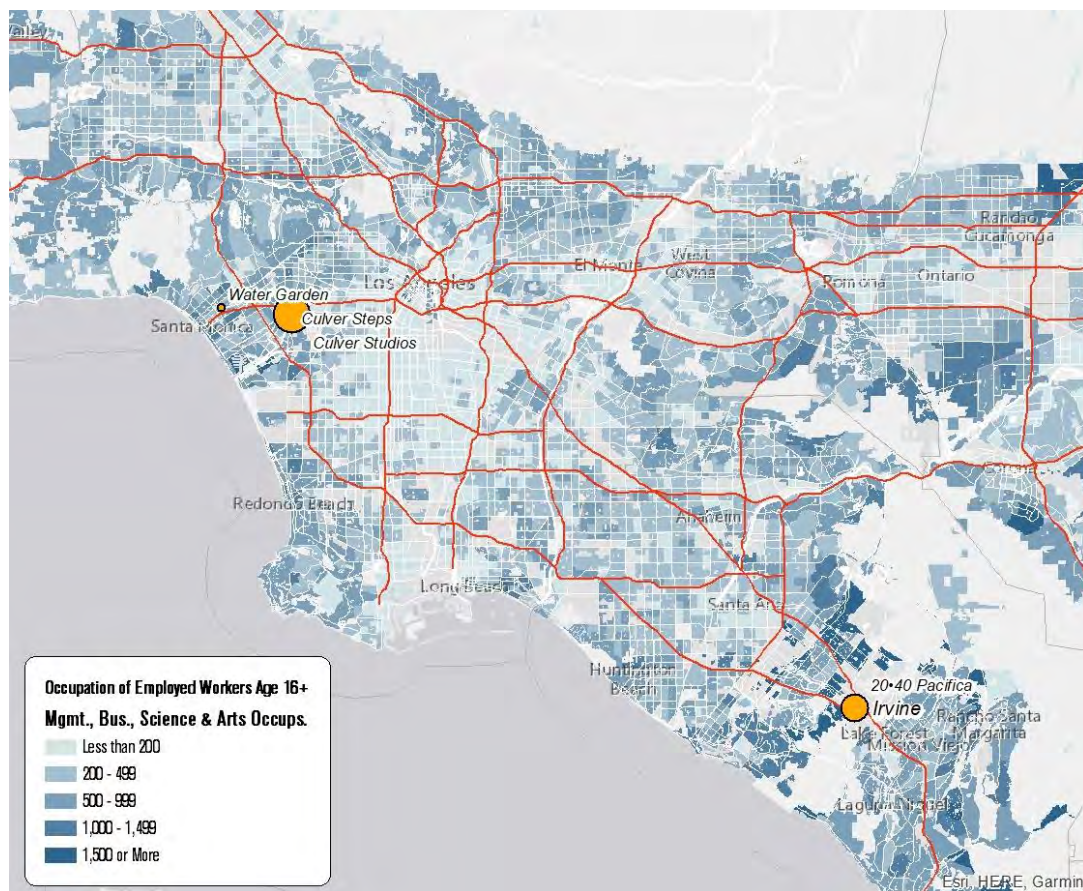 Valley
Rancho
Cucamonga
El Monte
West
Covina
Los Angeles
Pomona
Ontario
Water Garden
Santa Monica
Culver Steps
Culver Studios
Corona
Redondo Beach
Anaheim
Long Beach
Santa Ana
Huntington
Beach
20•40 Pacifica
Irvine
Rancho Santa
Margarita
Lake Forest
Mission Viejo
Laguna Niguel
Occupation of Employed Workers Age 16+
Mgmt., Bus., Science & Arts Occups.
Less than 200
200 - 499
500 - 999
1,000 - 1,499
1,500 or More
Esri, HERE, Garmin